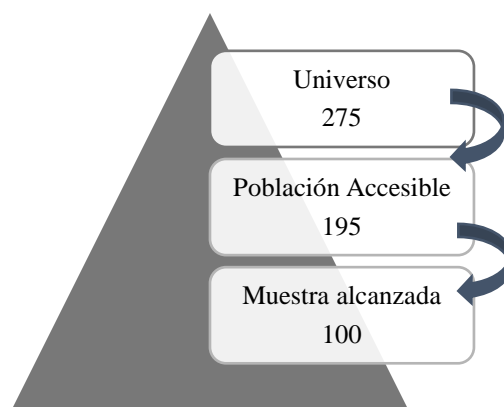 Universo
275
Población Accesible
195
Muestra alcanzada
100